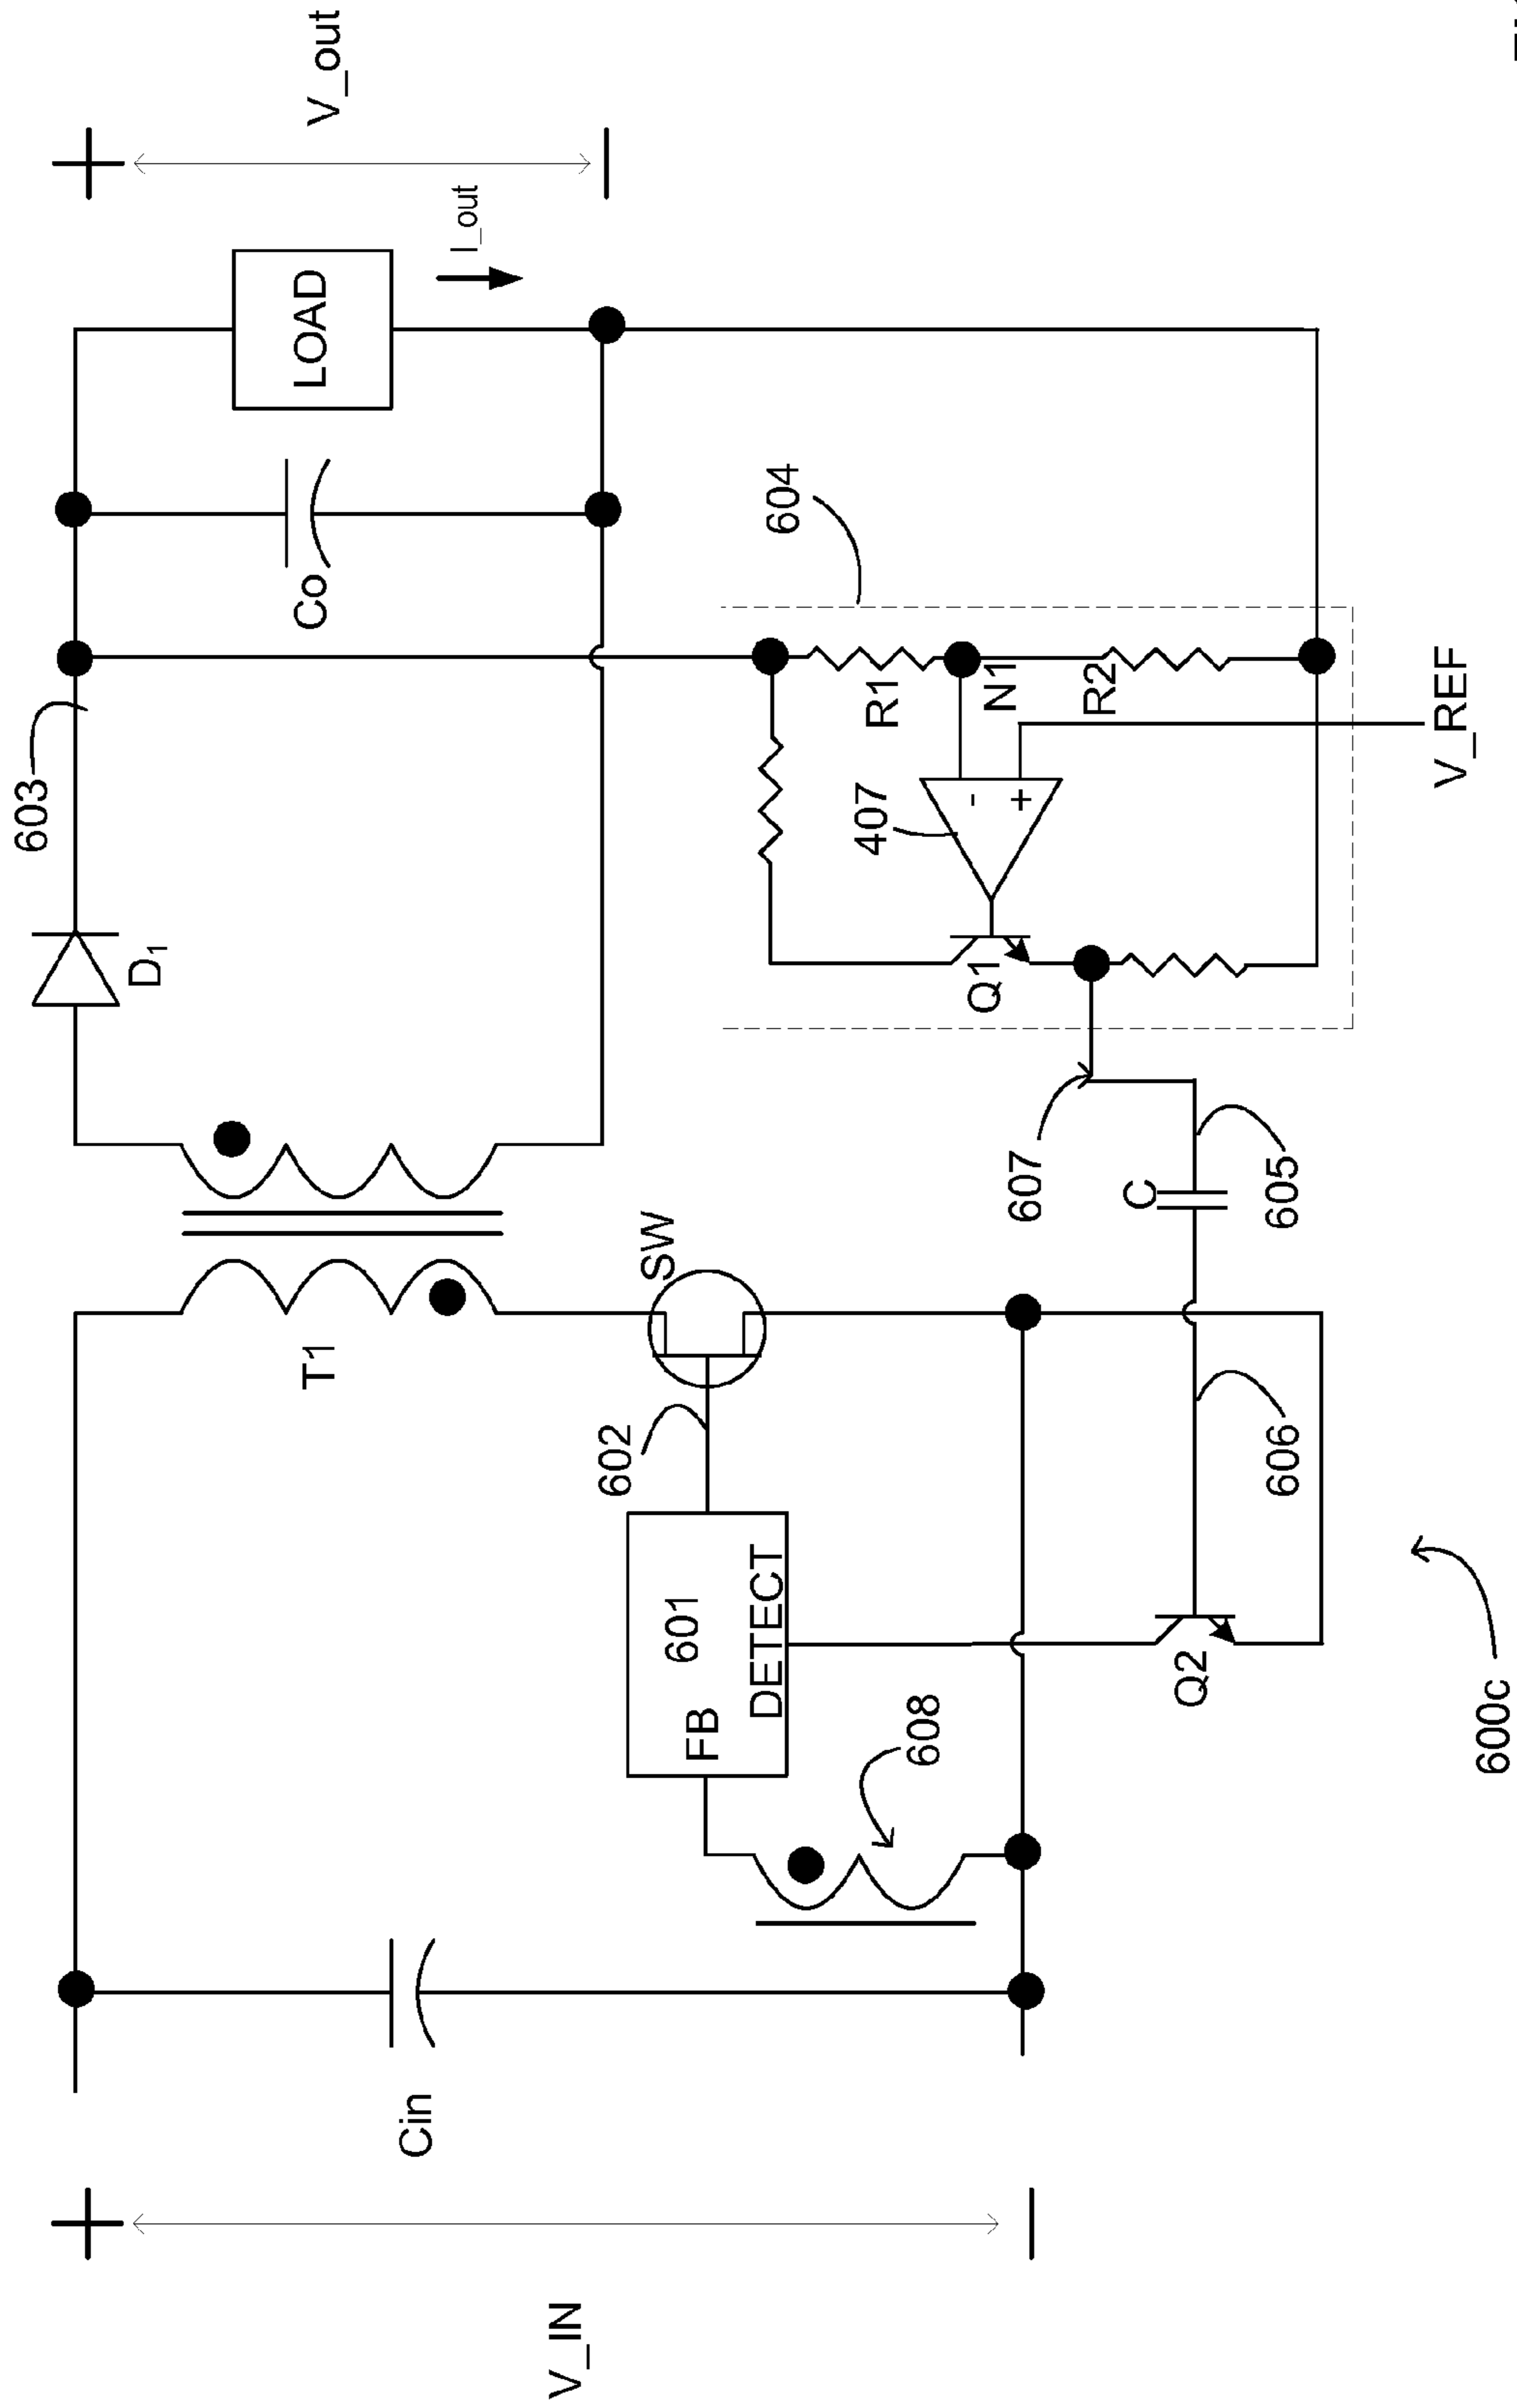 V_IN
Cin
T1
D1
603
Co
LOAD
I_out
V_out
608
FB
601
DETECT
602
SW
604
407
-
+
R1
N1
R2
Q1
607
C
605
606
Q2
V_REF
600c